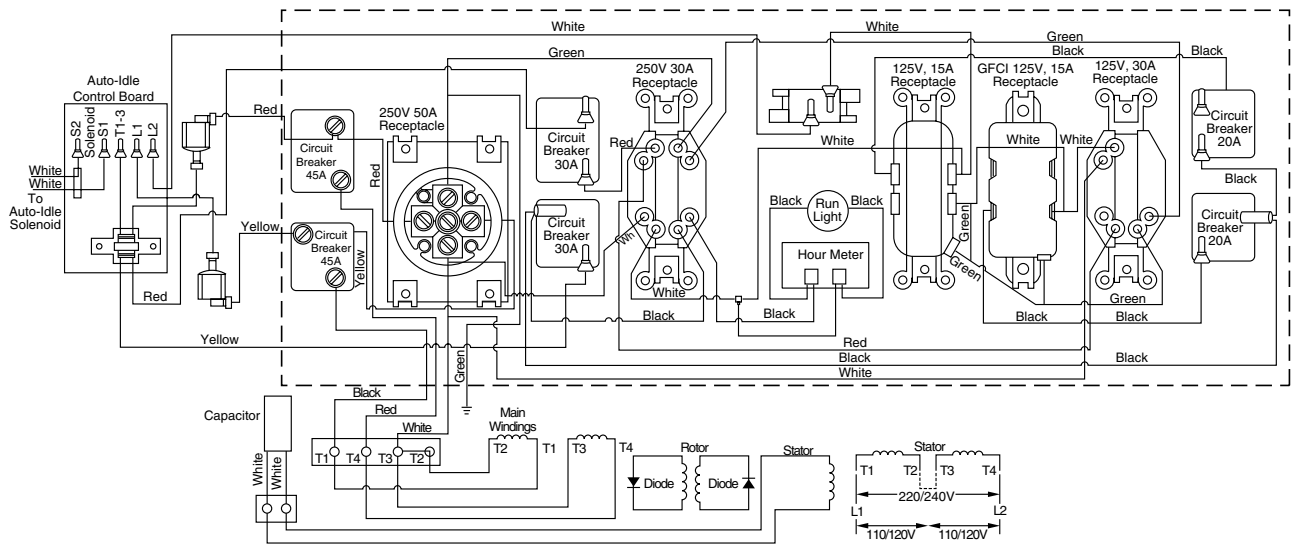 White
White
Green
Green
Black
Black
Auto-Idle
Control Board
250V 30A
Receptacle
125V, 15A
Receptacle
GFCI 125V, 15A
Receptacle
125V, 30A
Receptacle
S2
Solenoid
S1
T1-3
L1
L2
Red
250V 50A
Receptacle
Circuit
Breaker
45A
Red
Circuit
Breaker
30A
Red
White
White
White
Circuit
Breaker
20A
White
White
To
Auto-Idle
Solenoid
Black
Yellow
Circuit
Breaker
45A
Yellow
Circuit
Breaker
30A
Wh
Black
Run
Light
Black
Green
Green
Circuit
Breaker
20A
Hour Meter
Red
White
Green
Black
Black
Black
Black
Yellow
Red
Green
Black
Black
White
Capacitor
Black
Red
White
Main
Windings
T1
T4
T3
T2
T2
T1
T3
T4
White
White
Rotor
Diode
Diode
Stator
Stator
T1
T2
T3
T4
220/240V
L1
L2
110/120V
110/120V